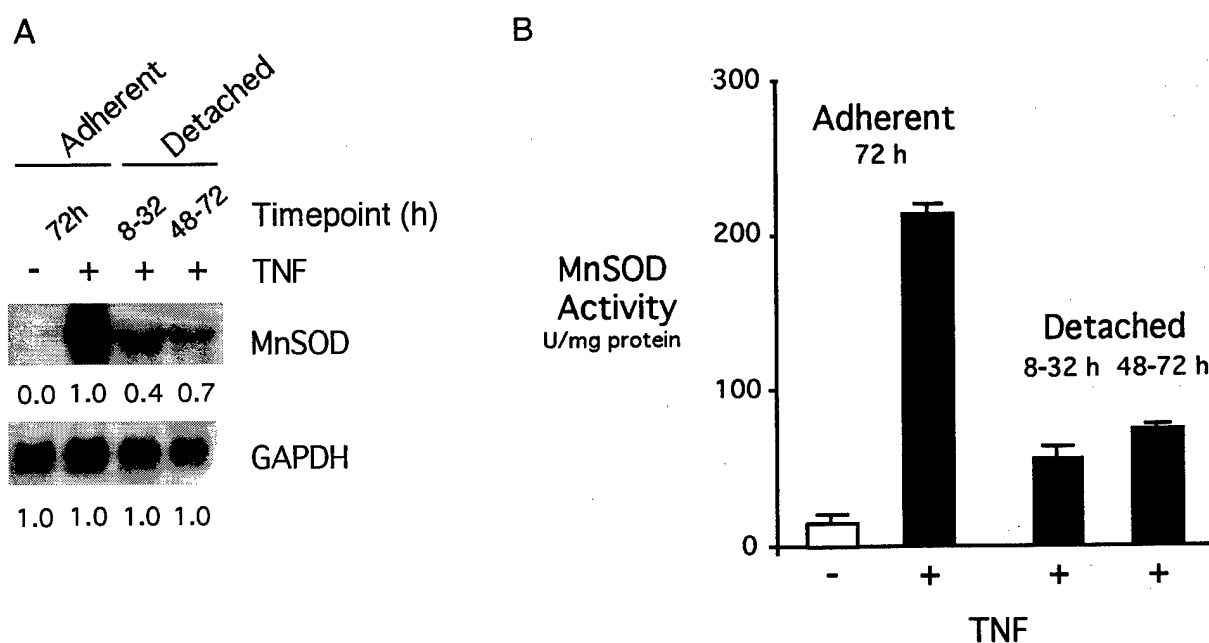 A
Adherent
Detached
72h
8-32
48-72
Timepoint (h)
- + + +
TNF
MnSOD
0.0 1.0 0.4 0.7
GAPDH
1.0 1.0 1.0 1.0
B
300
200
100
0
MnSOD
Activity
U/mg protein
Adherent
72 h
Detached
8-32 h 48-72 h
- + + +
TNF